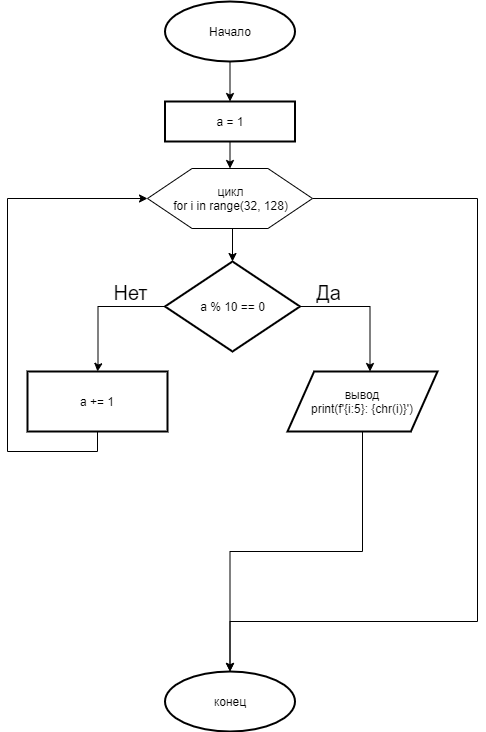 Начало
a = 1
цикл
for i in range(32, 128)
a % 10 == 0
Нет
Да
a += 1
вывод
print(f'{i:5}: {chr(i)}')
конец